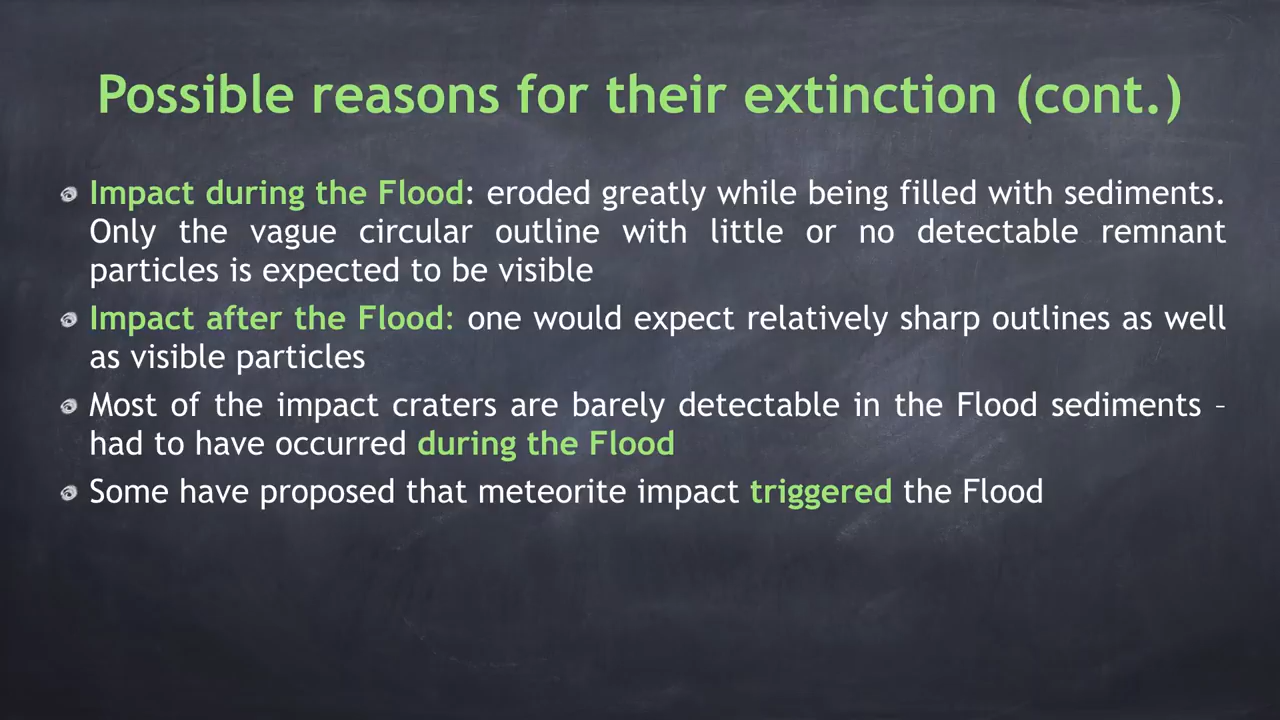 Possible reasons for their extinction (cont.)
Impact during the Flood: eroded greatly while being filled with sediments.
Only the vague circular outline with little or no detectable remnant
particles is expected to be visible
Impact after the Flood: one would expect relatively sharp outlines as well
as visible particles
Most of the impact craters are barely detectable in the Flood sediments –
had to have occurred during the Flood
Some have proposed that meteorite impact triggered the Flood